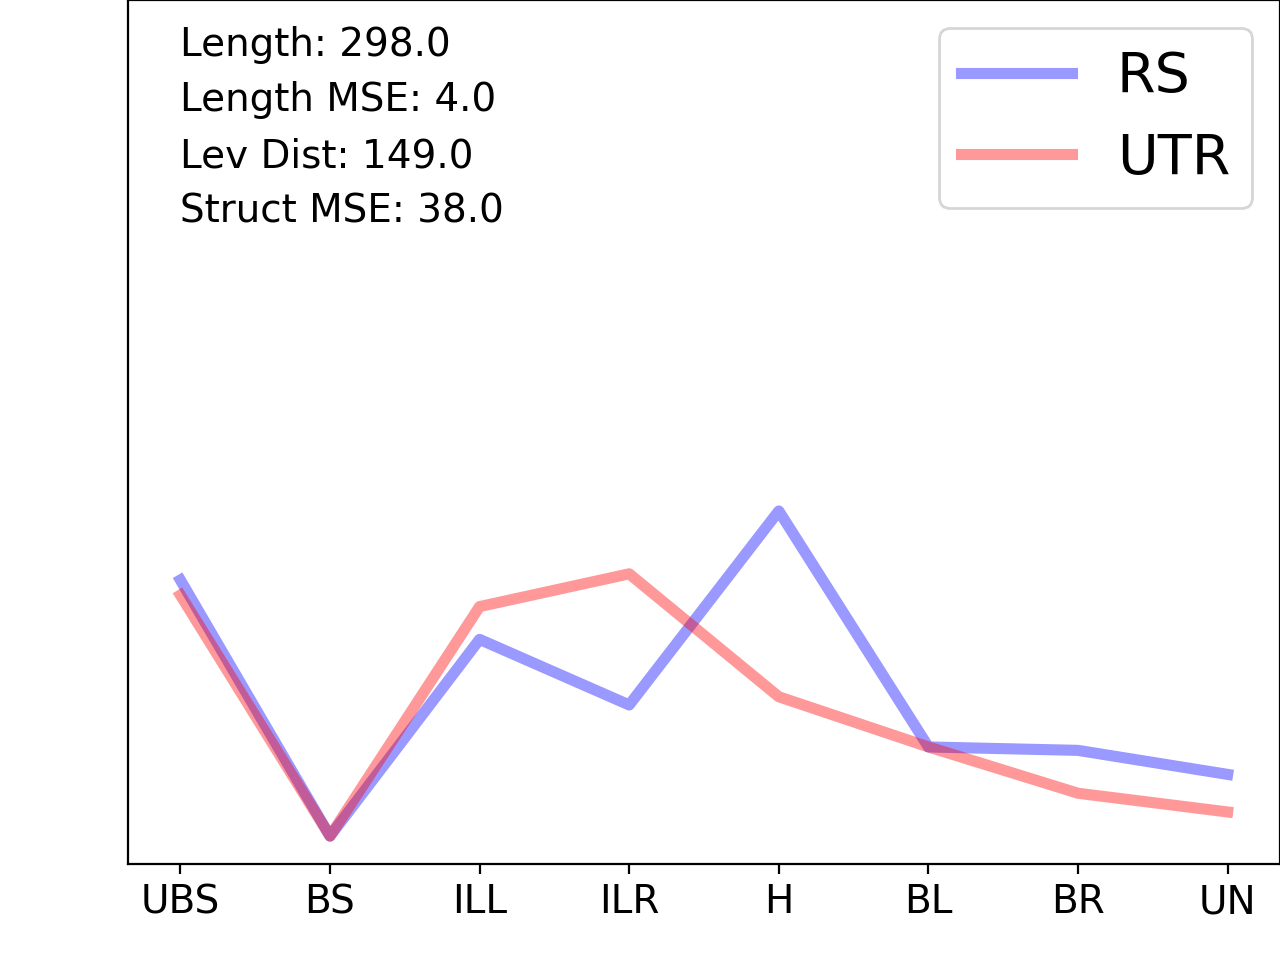 Length: 298.0
Length MSE: 4.0
Lev Dist: 149.0
Struct MSE: 38.0
RS
UTR
UBS BS ILL ILR H BL BR UN